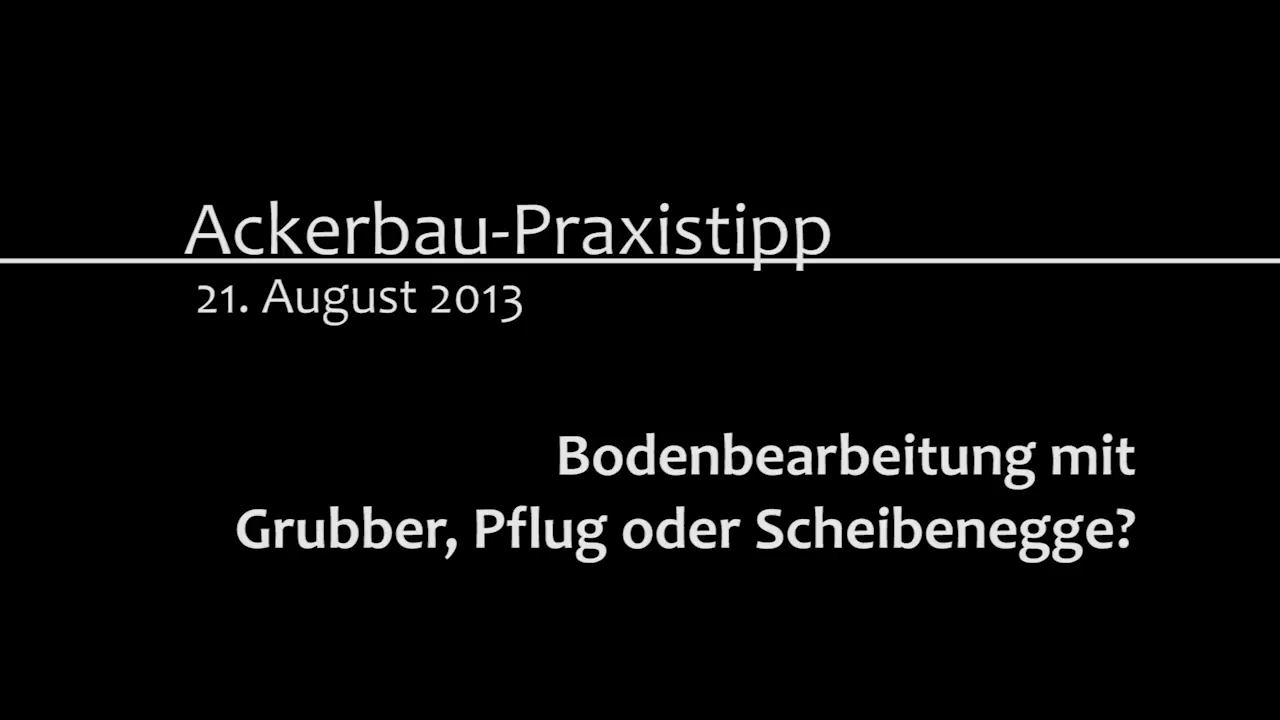 Ackerbau-Praxistipp
21. August 2013
Bodenbearbeitung mit
Grubber, Pflug oder Scheibenegge?